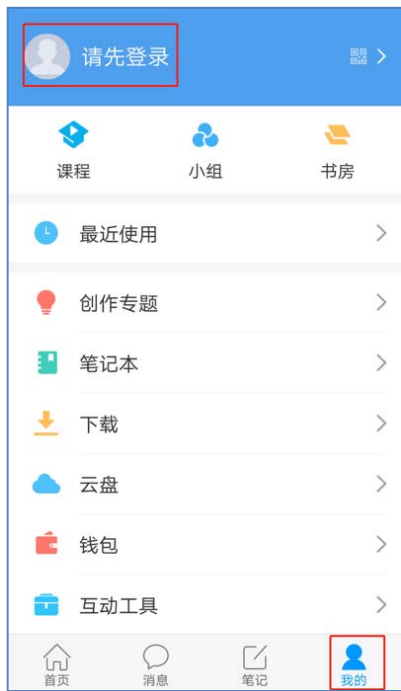 请先登录
课程 小组 书房
最近使用
创作专题
笔记本
下载
云盘
钱包
互动工具
首页 消息 笔记 我的